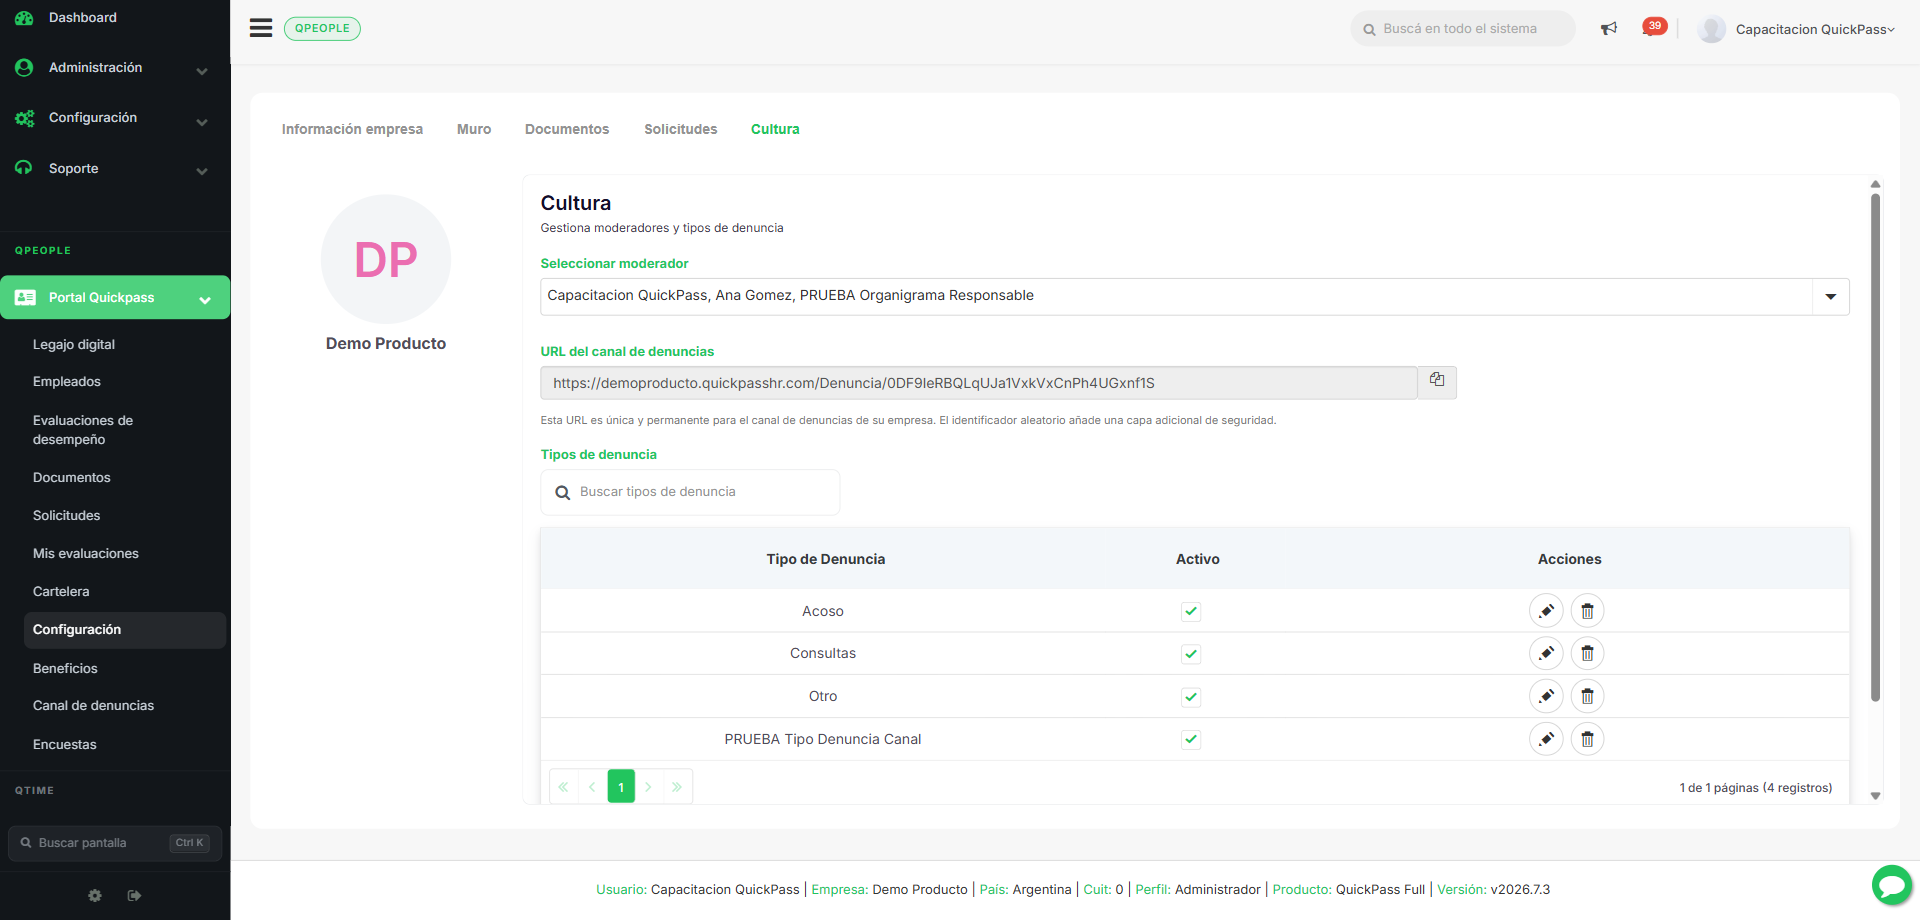 Dashboard
Administración
Configuración
Soporte
QPEOPLE
Portal Quickpass
Legajo digital
Empleados
Evaluaciones de
desempeño
Documentos
Solicitudes
Mis evaluaciones
Cartelera
Configuración
Beneficios
Canal de denuncias
Encuestas
QTIME
Buscar pantalla
Ctrl K
QPEOPLE
Buscá en todo el sistema
39
Capacitacion QuickPass
Información empresa
Muro
Documentos
Solicitudes
Cultura
DP
Demo Producto
Cultura
Gestiona moderadores y tipos de denuncia
Seleccionar moderador
Capacitacion QuickPass, Ana Gomez, PRUEBA Organigrama Responsable
URL del canal de denuncias
https://demoproducto.quickpasshr.com/Denuncia/0DF9IeRBQLqUJa1VxkVxCnPh4UGxnf1S
Esta URL es única y permanente para el canal de denuncias de su empresa. El identificador aleatorio añade una capa adicional de seguridad.
Tipos de denuncia
Buscar tipos de denuncia
Tipo de Denuncia Activo Acciones
Acoso
Consultas
Otro
PRUEBA Tipo Denuncia Canal
« ‹ 1 › »
1 de 1 páginas (4 registros)
Usuario: Capacitacion QuickPass | Empresa: Demo Producto | País: Argentina | Cuit: 0 | Perfil: Administrador | Producto: QuickPass Full | Versión: v2026.7.3